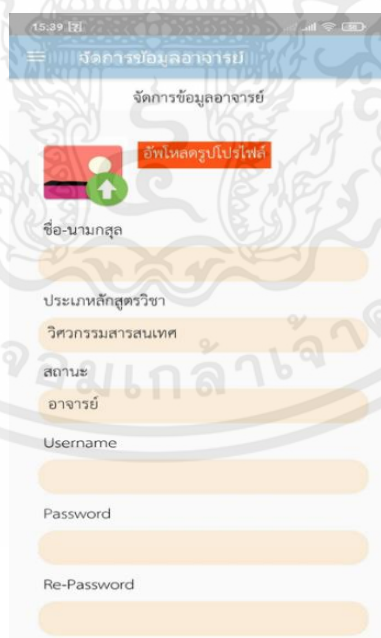 15:39
จัดการข้อมูลอาจารย์
จัดการข้อมูลอาจารย์
อัพโหลดรูปโปรไฟล์
ชื่อ-นามกสุล
ประเภทหลักสูตรวิชา
วิศวกรรมสารสนเทศ
สถานะ
อาจารย์
Username
Password
Re-Password